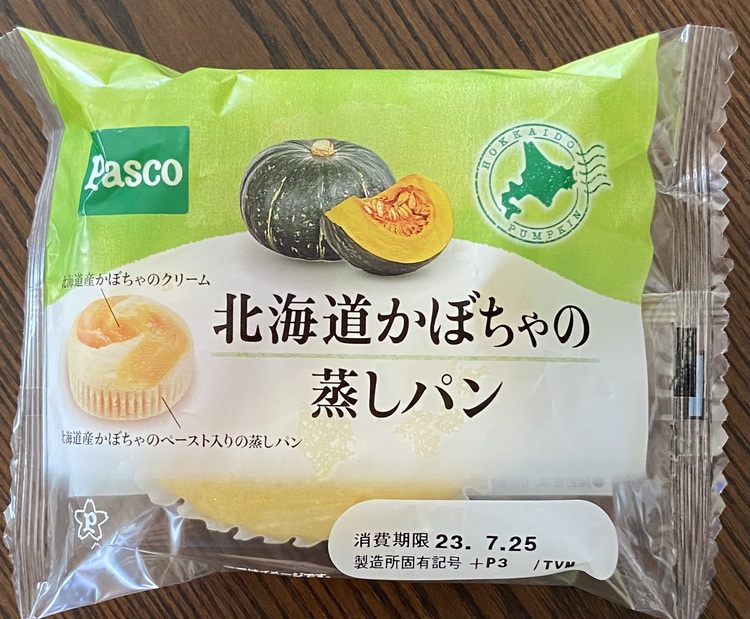 Pasco
HOKKAIDO
PUMPKIN
北海道産かぼちゃのクリーム
北海道かぼちゃの
蒸しパン
北海道産かぼちゃのペースト入りの蒸しパン
P
消費期限 23. 7.25
製造所固有記号 +P3 /TVH